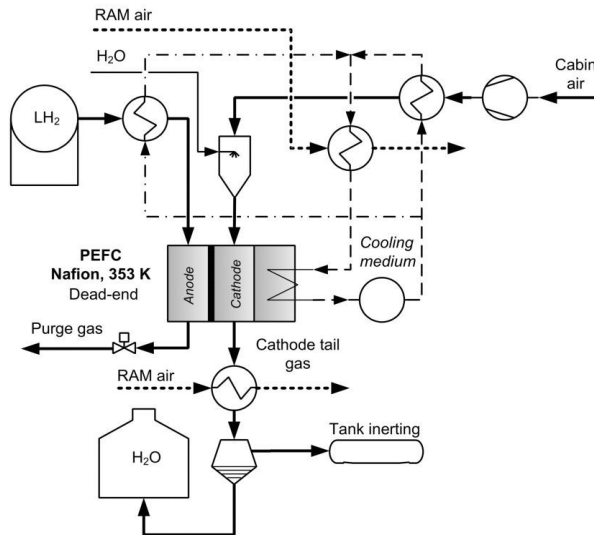 RAM air
H₂O
Cabin
air
LH₂
PEFC
Nafion, 353 K
Dead-end
Anode
Cathode
Cooling
medium
Purge gas
Cathode tail
gas
RAM air
Tank inerting
H₂O